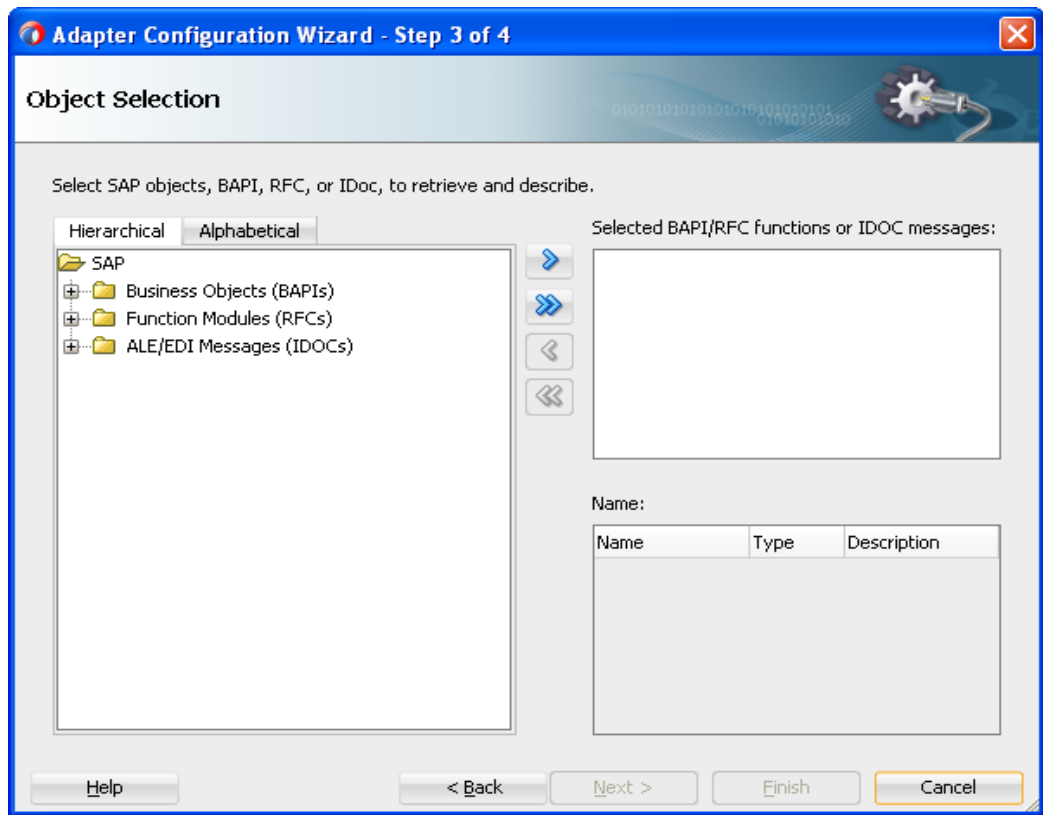 Adapter Configuration Wizard - Step 3 of 4
Object Selection
Select SAP objects, BAPI, RFC, or IDoc, to retrieve and describe.
Hierarchical
Alphabetical
SAP
Business Objects (BAPIs)
Function Modules (RFCs)
ALE/EDI Messages (IDOCs)
Selected BAPI/RFC functions or IDOC messages:
Name:
Name Type Description
Help
< Back
Next >
Finish
Cancel